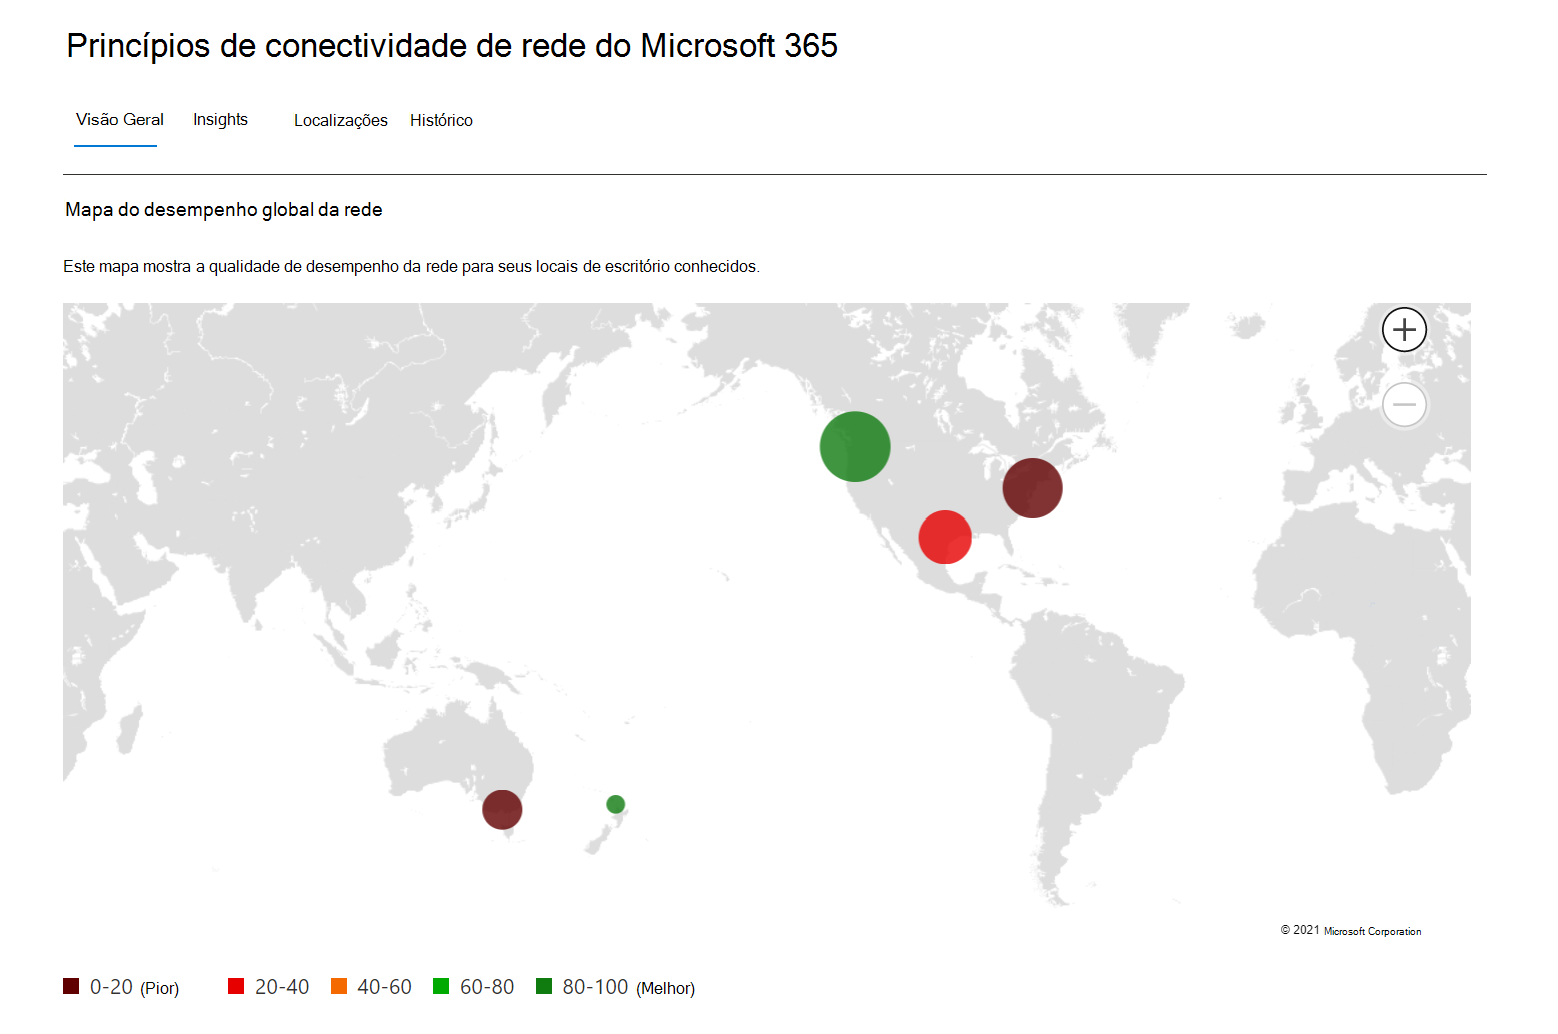 Princípios de conectividade de rede do Microsoft 365
Visão Geral Insights Localizações Histórico
Mapa do desempenho global da rede
Este mapa mostra a qualidade de desempenho da rede para seus locais de escritório conhecidos.
© 2021 Microsoft Corporation
0-20 (Pior) 20-40 40-60 60-80 80-100 (Melhor)